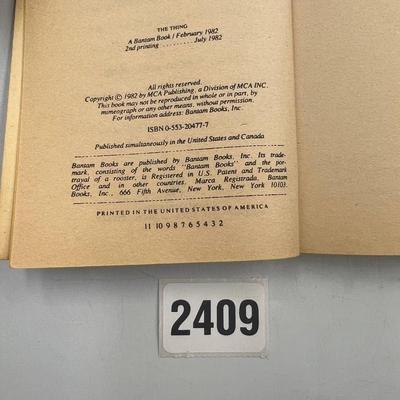 THE THING
A Bantam Book / February 1982
2nd printing ......... July 1982
All rights reserved.
Copyright © 1982 by MCA Publishing, a Division of MCA INC.
This book may not be reproduced in whole or in part, by
mimeograph or any other means, without permission.
For information address: Bantam Books, Inc.
ISBN 0-553-20477-7
Published simultaneously in the United States and Canada
Bantam Books are published by Bantam Books, Inc. Its trade-
mark, consisting of the words "Bantam Books" and the por-
trayal of a rooster, is Registered in U.S. Patent and Trademark
Office and in other countries. Marca Registrada. Bantam
Books, Inc., 666 Fifth Avenue, New York, New York 10103.
PRINTED IN THE UNITED STATES OF AMERICA
11 10 9 8 7 6 5 4 3 2
2409